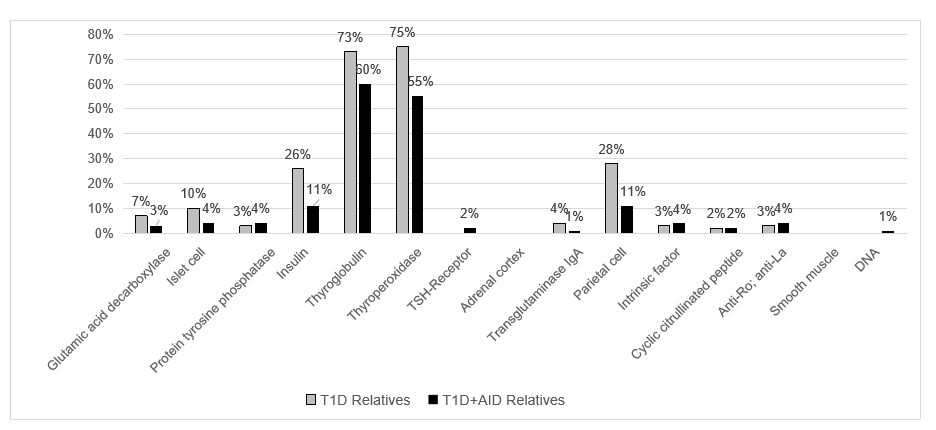 80%
70%
60%
50%
40%
30%
20%
10%
0%
7%
3%
10%
4%
3%
4%
26%
11%
73%
60%
75%
55%
2%
4%
1%
28%
11%
3%
4%
2%
2%
3%
4%
1%
Glutamic acid decarboxylase
Islet cell
Protein tyrosine phosphatase
Insulin
Thyroglobulin
Thyroperoxidase
TSH-Receptor
Adrenal cortex
Transglutaminase IgA
Parietal cell
Intrinsic factor
Cyclic citrullinated peptide
Anti-Ro; anti-La
Smooth muscle
DNA
T1D Relatives
T1D+AID Relatives